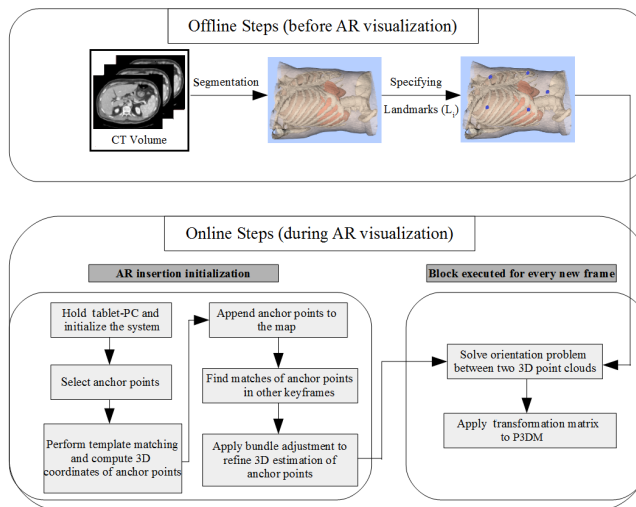 Offline Steps (before AR visualization)
Segmentation
Specifying
Landmarks (L₁)
CT Volume
Online Steps (during AR visualization)
AR insertion initialization
Block executed for every new frame
Hold tablet-PC and
initialize the system
Select anchor points
Perform template matching
and compute 3D
coordinates of anchor points
Append anchor points to
the map
Find matches of anchor points
in other keyframes
Apply bundle adjustment to
refine 3D estimation of
anchor points
Solve orientation problem
between two 3D point clouds
Apply transformation matrix
to P3DM